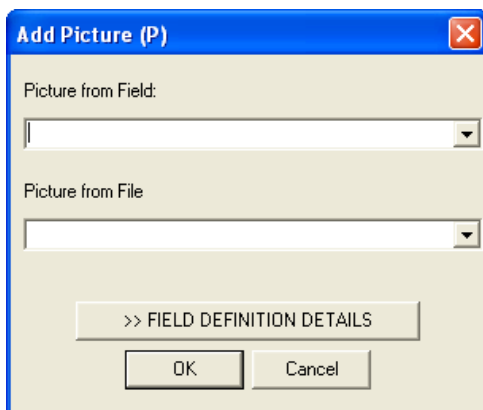 Add Picture (P)
Picture from Field:
Picture from File
>> FIELD DEFINITION DETAILS
OK Cancel